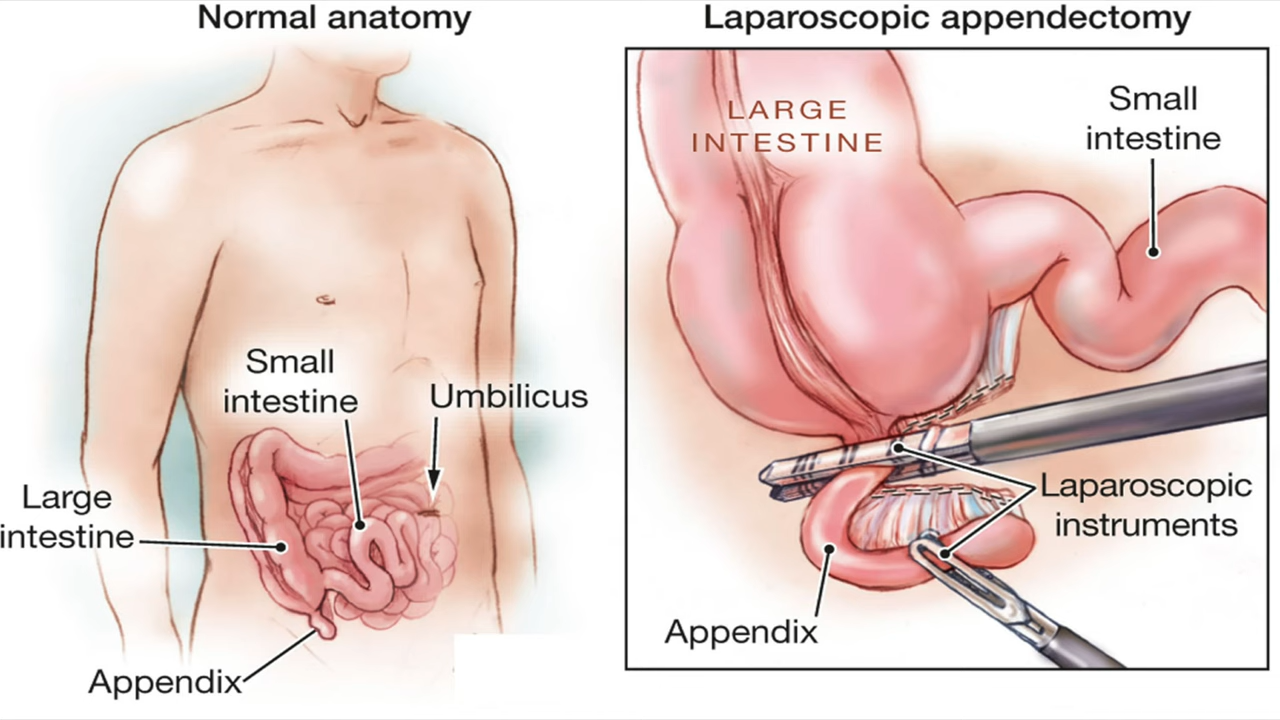 Normal anatomy
Small
intestine
Umbilicus
Large
intestine
Appendix
Laparoscopic appendectomy
LARGE
INTESTINE
Small
intestine
Laparoscopic
instruments
Appendix